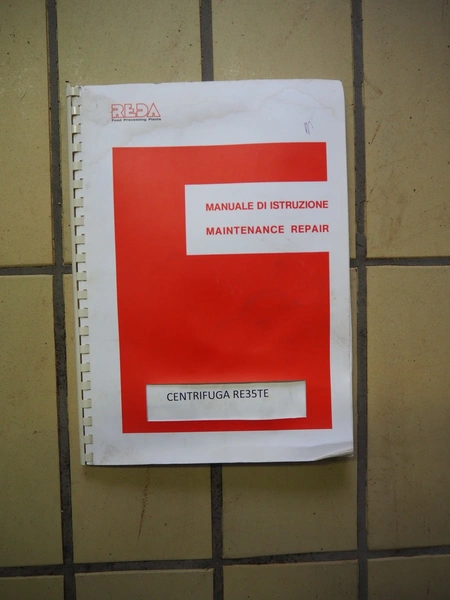 REDA
Food Processing Plants
MANUALE DI ISTRUZIONE
MAINTENANCE REPAIR
CENTRIFUGA RE35TE